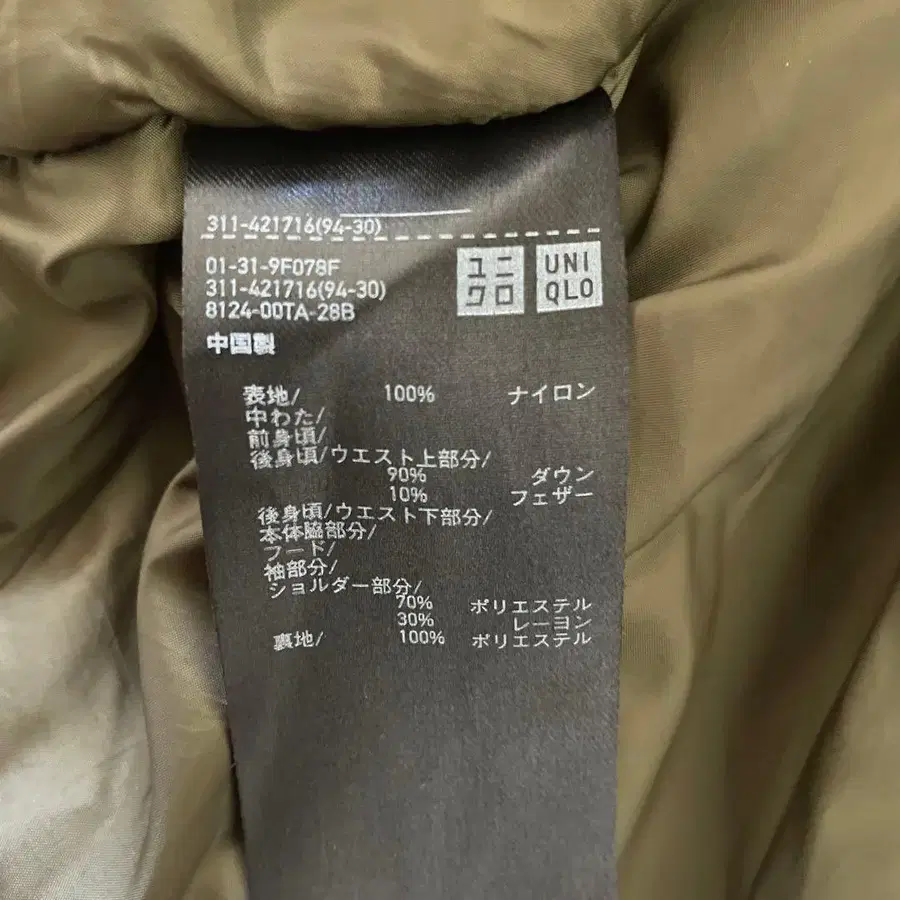 311-421716(94-30)
01-31-9F078F
311-421716(94-30)
8124-00TA-28B
ユニ
クロ
UNI
QLO
中国製
表地/ 100% ナイロン
中わた/
前身頃/
後身頃/ウエスト上部分/
90% ダウン
10% フェザー
後身頃/ウエスト下部分/
本体脇部分/
フード/
袖部分/
ショルダー部分/
70% ポリエステル
30% レーヨン
裏地/ 100% ポリエステル